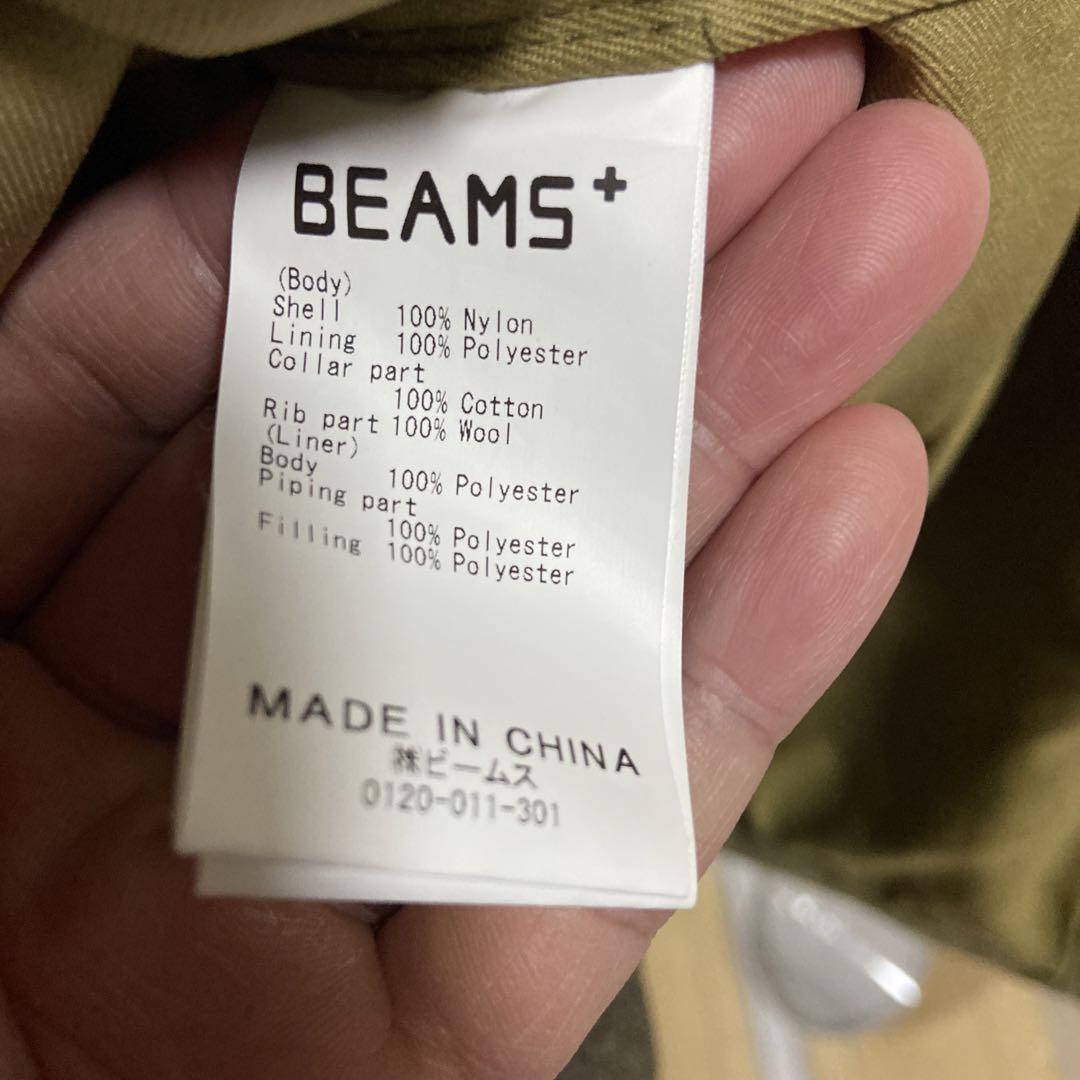 BEAMS+
(Body)
Shell 100% Nylon
Lining 100% Polyester
Collar part
100% Cotton
Rib part 100% Wool
(Liner)
Body 100% Polyester
Piping part
100% Polyester
Filling 100% Polyester
MADE IN CHINA
㈱ビームス
0120-011-301